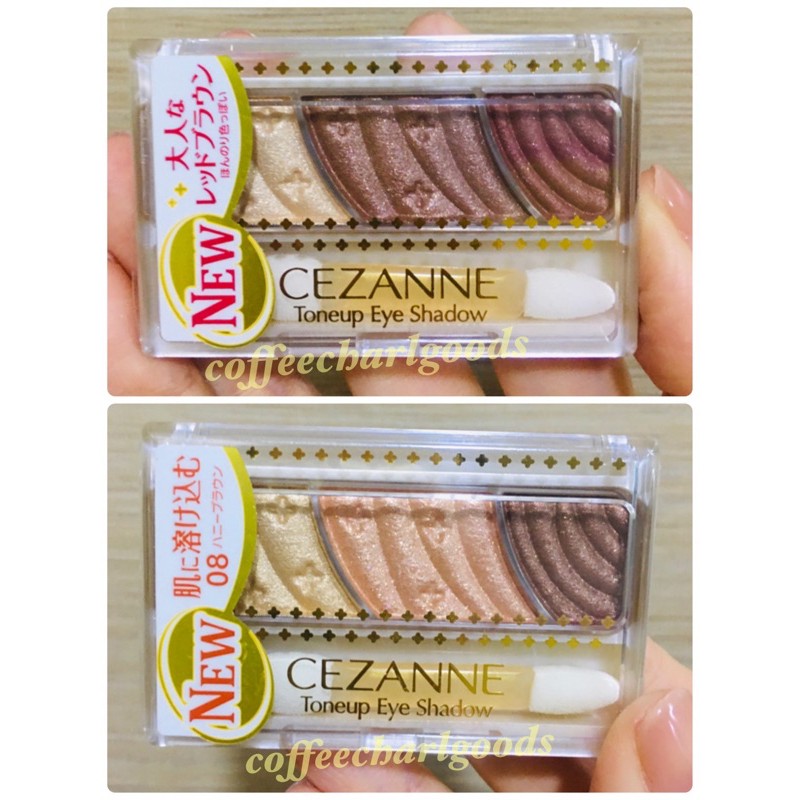 大人な
レッドブラウン
ほんのり色っぽい
NEW
CEZANNE
Toneup Eye Shadow
coffeecharlgoods
肌に溶け込む
08 ハニーブラウン
NEW
CEZANNE
Toneup Eye Shadow
coffeecharlgoods